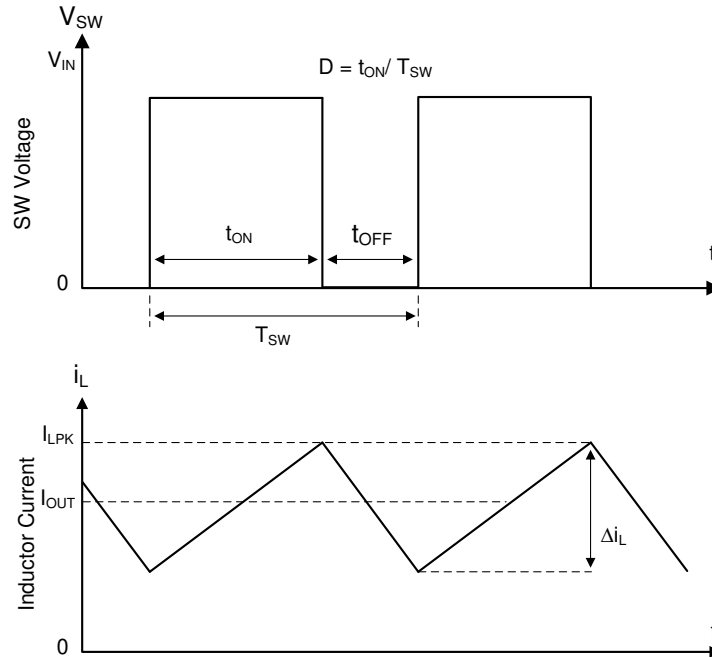 V_SW
V_IN
D = t_ON/ T_SW
SW Voltage
t_ON
t_OFF
t
0
T_SW
i_L
I_LPK
I_OUT
Inductor Current
Δi_L
0